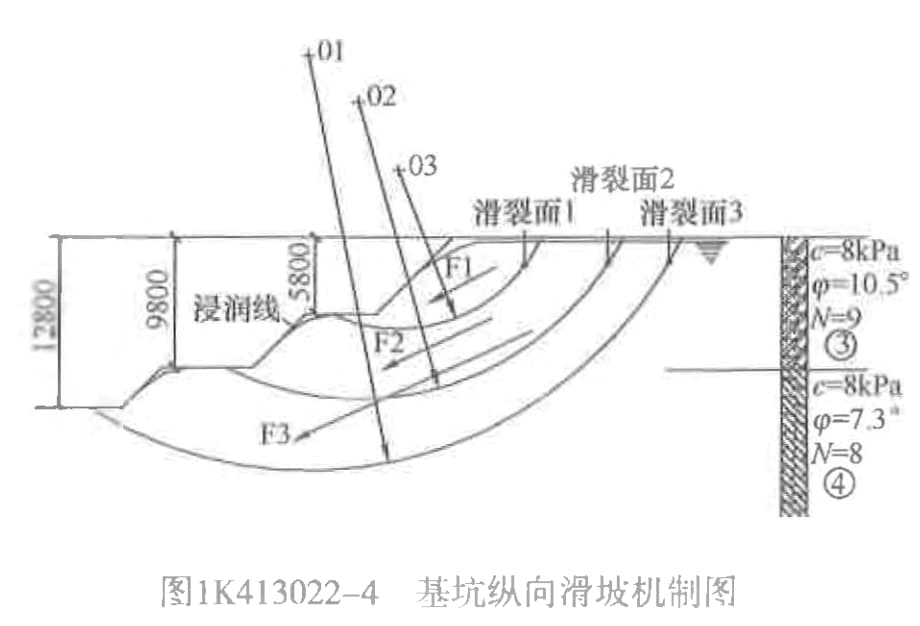 01
02
03
滑裂面2
滑裂面1
滑裂面3
F1
5800
9800
12800
浸润线
F2
F3
c=8kPa
φ=10.5°
N=9
③
c=8kPa
φ=7.3°
N=8
④
图1K413022-4 基坑纵向滑坡机制图